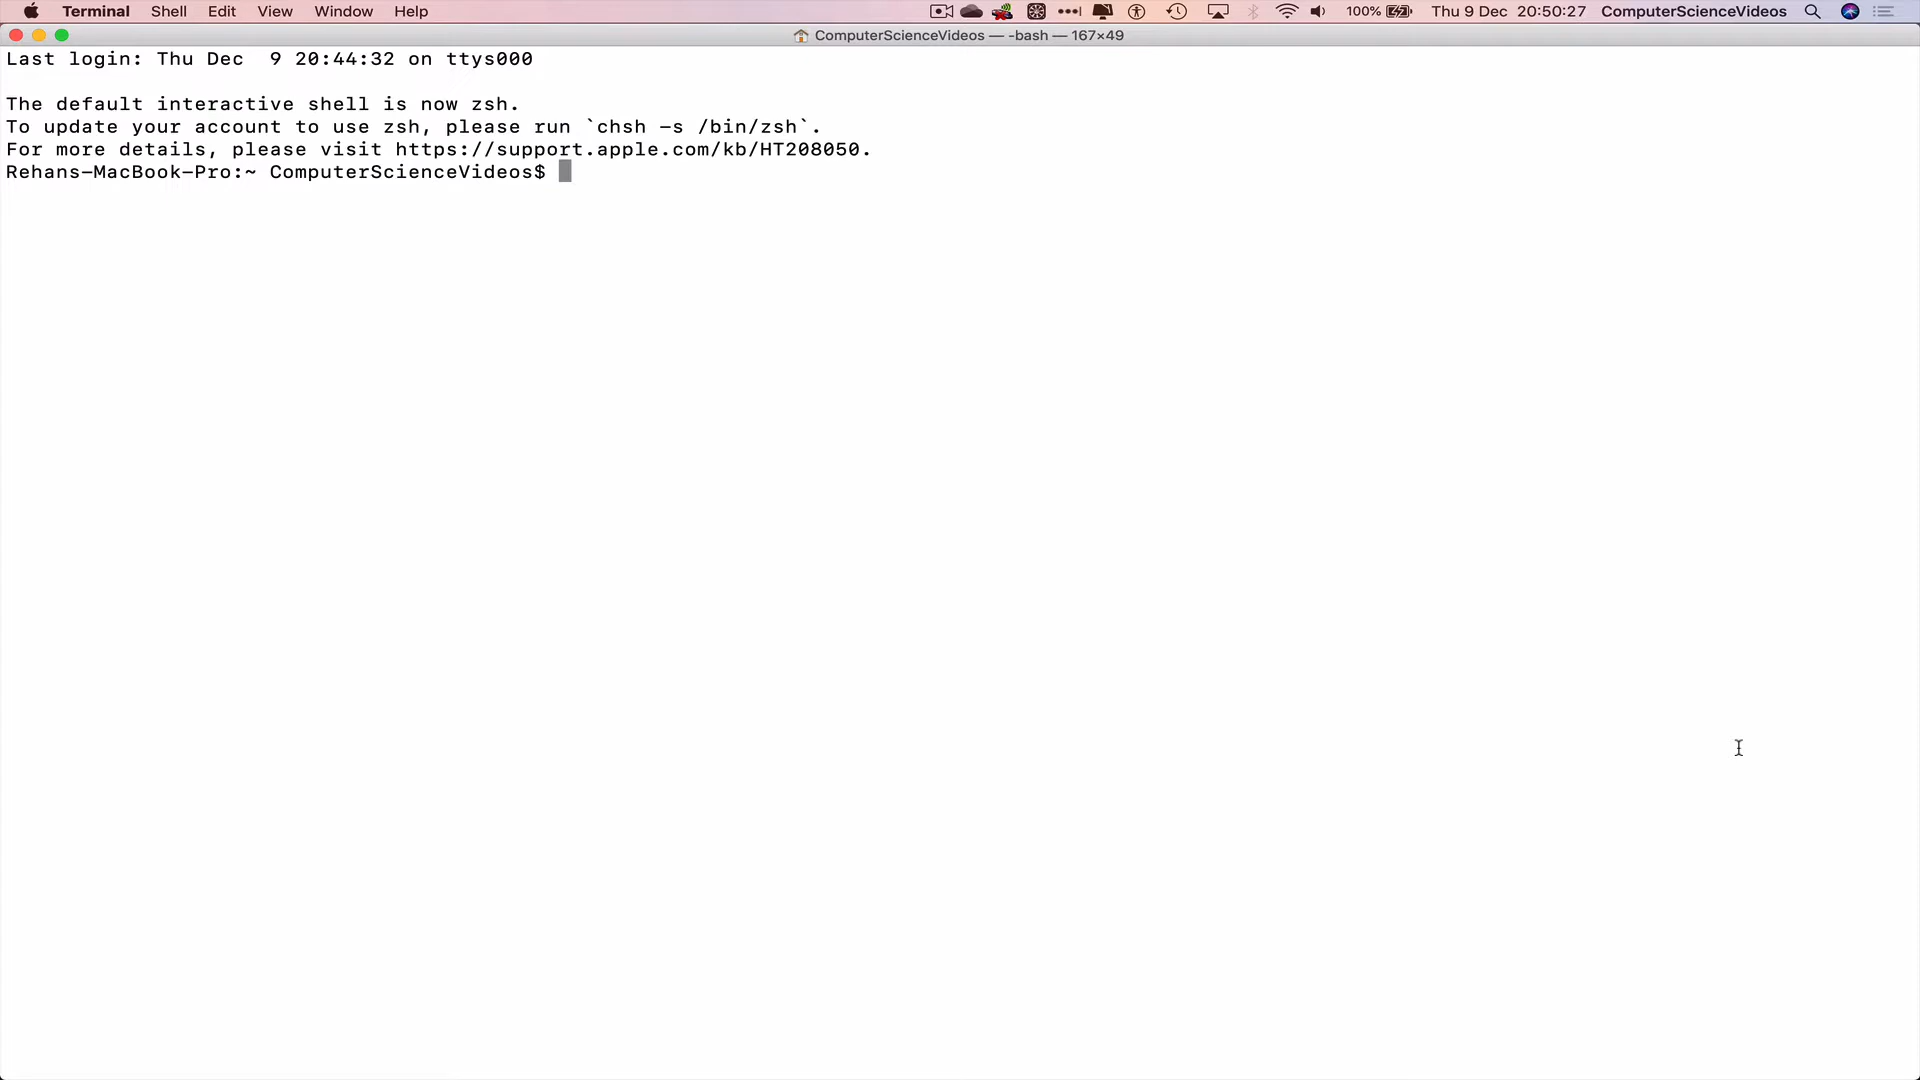 Terminal Shell Edit View Window Help 100% Thu 9 Dec 20:50:27 ComputerScienceVideos
ComputerScienceVideos — -bash — 167×49
Last login: Thu Dec  9 20:44:32 on ttys000
The default interactive shell is now zsh.
To update your account to use zsh, please run `chsh -s /bin/zsh`.
For more details, please visit https://support.apple.com/kb/HT208050.
Rehans-MacBook-Pro:~ ComputerScienceVideos$